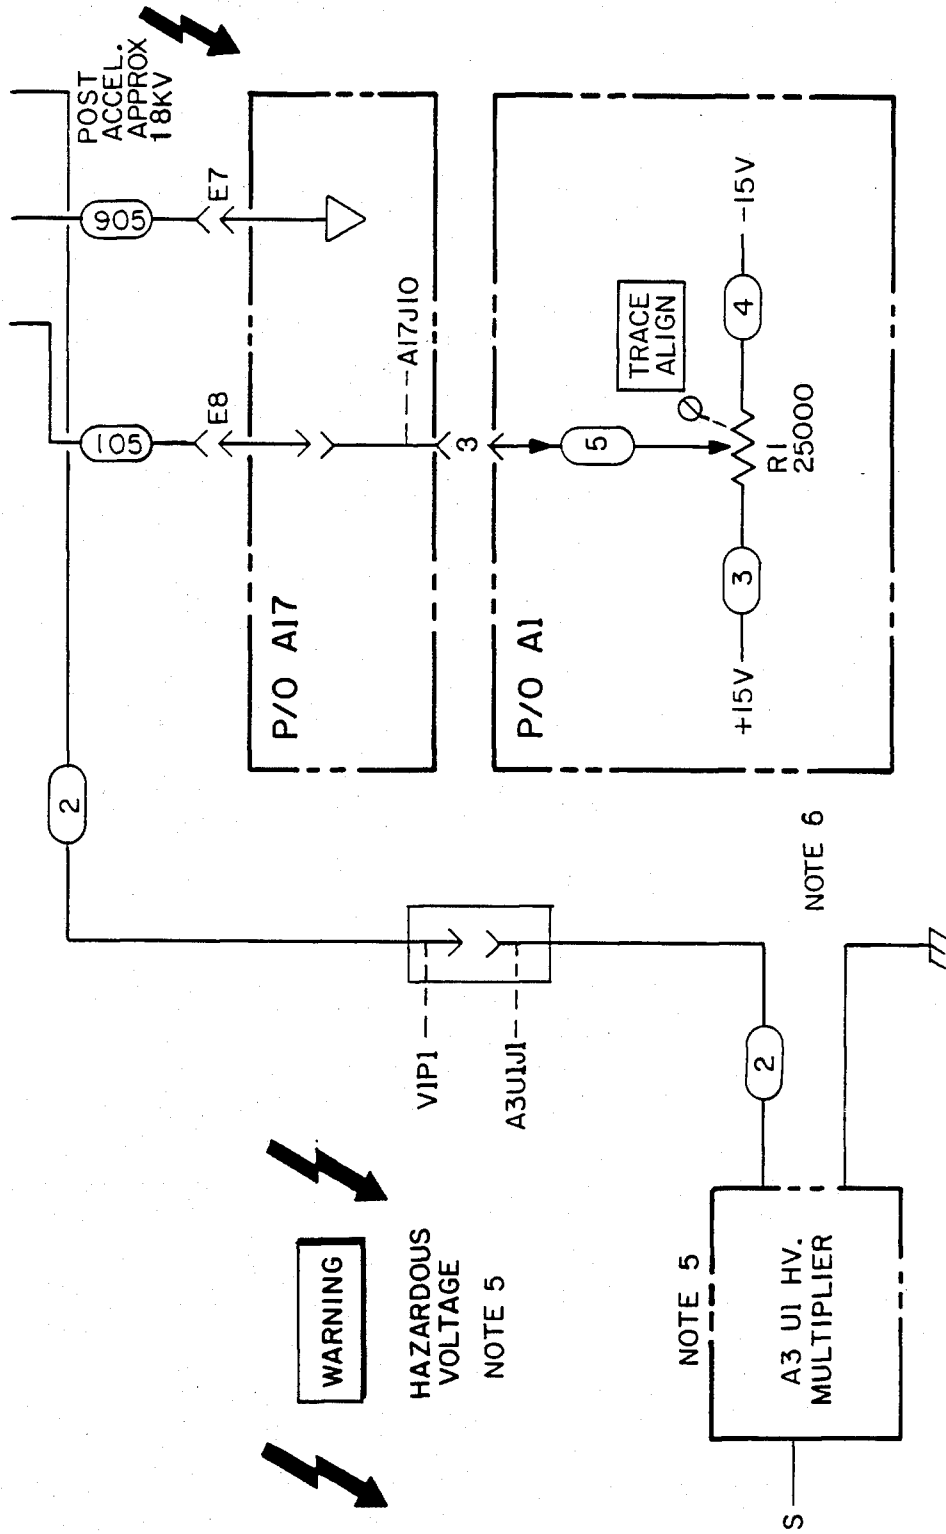 POST
ACCEL.
APPROX
18KV
905
E7
105
E8
2
P/O A17
A17J10
3
P/O A1
5
TRACE
ALIGN
+15V
3
4
-15V
R1
25000
V1P1
A3U1J1
NOTE 6
2
WARNING
HAZARDOUS
VOLTAGE
NOTE 5
NOTE 5
A3 U1 HV.
MULTIPLIER
S